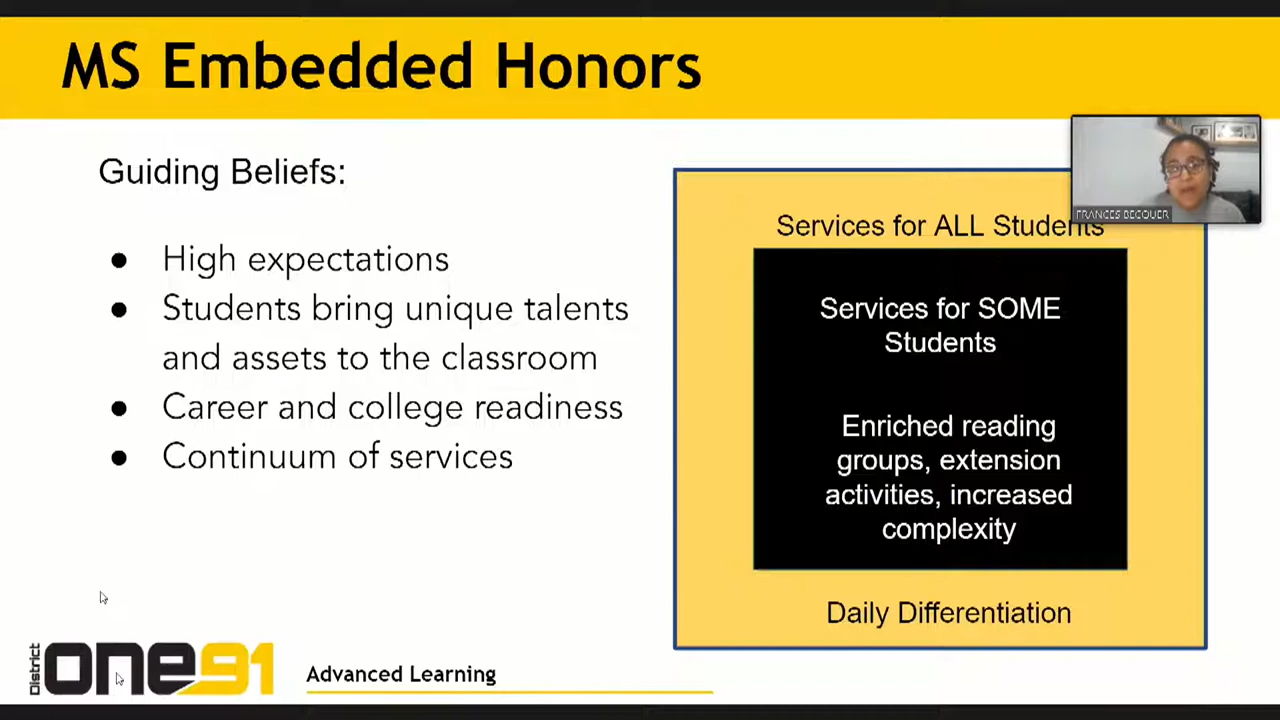 MS Embedded Honors
Guiding Beliefs:
● High expectations
● Students bring unique talents
and assets to the classroom
● Career and college readiness
● Continuum of services
FRANCES BECQUER
Services for ALL Students
Services for SOME
Students
Enriched reading
groups, extension
activities, increased
complexity
Daily Differentiation
District one91
Advanced Learning